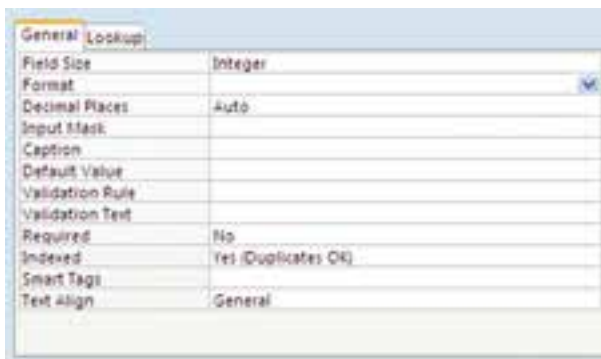 General Lookup
Field Size Integer
Format
Decimal Places Auto
Input Mask
Caption
Default Value
Validation Rule
Validation Text
Required No
Indexed Yes (Duplicates OK)
Smart Tags
Text Align General